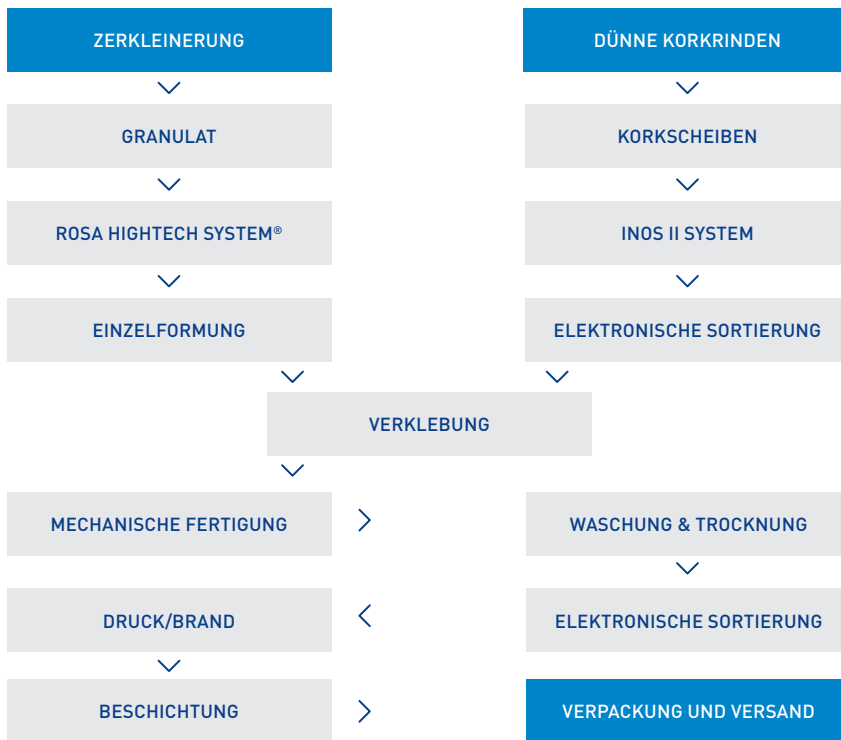 ZERKLEINERUNG
DÜNNE KORKRINDEN
GRANULAT
KORKSCHEIBEN
ROSA HIGHTECH SYSTEM®
INOS II SYSTEM
EINZELFORMUNG
ELEKTRONISCHE SORTIERUNG
VERKLEBUNG
MECHANISCHE FERTIGUNG
WASCHUNG & TROCKNUNG
DRUCK/BRAND
ELEKTRONISCHE SORTIERUNG
BESCHICHTUNG
VERPACKUNG UND VERSAND